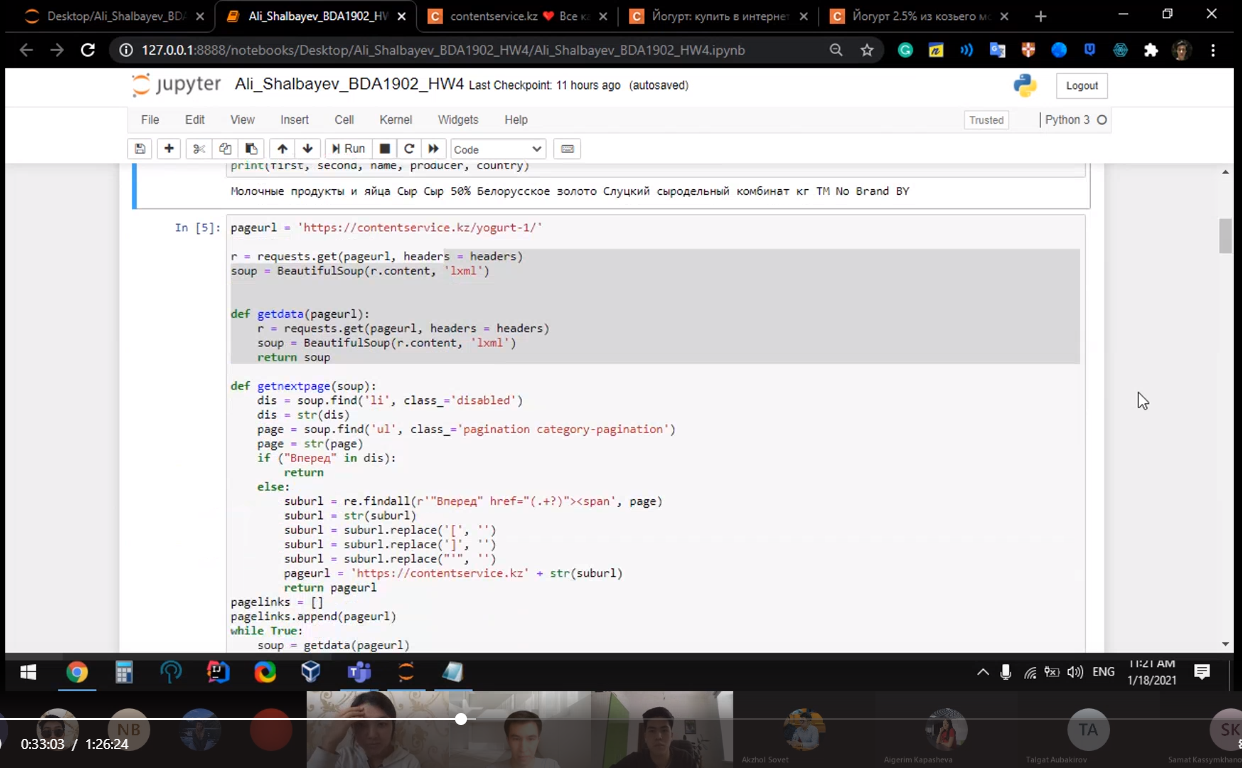 Desktop/Ali_Shalbayev_BDA
Ali_Shalbayev_BDA1902_HW
contentservice.kz ❤ Все к
Йогурт: купить в интернет
Йогурт 2.5% из козьего мо
127.0.0.1:8888/notebooks/Desktop/Ali_Shalbayev_BDA1902_HW4/Ali_Shalbayev_BDA1902_HW4.ipynb
jupyter Ali_Shalbayev_BDA1902_HW4 Last Checkpoint: 11 hours ago (autosaved)
Logout
File Edit View Insert Cell Kernel Widgets Help
Trusted
Python 3
Run
Code
print(first, second, name, producer, country)
Молочные продукты и яйца Сыр Сыр 50% Белорусское золото Слуцкий сыродельный комбинат кг ТМ No Brand BY
In [5]: pageurl = 'https://contentservice.kz/yogurt-1/'
r = requests.get(pageurl, headers = headers)
soup = BeautifulSoup(r.content, 'lxml')
def getdata(pageurl):
r = requests.get(pageurl, headers = headers)
soup = BeautifulSoup(r.content, 'lxml')
return soup
def getnextpage(soup):
dis = soup.find('li', class_='disabled')
dis = str(dis)
page = soup.find('ul', class_='pagination category-pagination')
page = str(page)
if ("Вперед" in dis):
return
else:
suburl = re.findall(r'"Вперед" href="(.+?)"><span', page)
suburl = str(suburl)
suburl = suburl.replace('[', '')
suburl = suburl.replace(']', '')
suburl = suburl.replace("'", '')
pageurl = 'https://contentservice.kz' + str(suburl)
return pageurl
pagelinks = []
pagelinks.append(pageurl)
while True:
soup = getdata(pageurl)
ENG
11:21 AM
1/18/2021
NB
TA
SK
0:33:03 / 1:26:24
Akzhol Sovet
Aigerim Kapasheva
Talgat Aubakirov
Samat Kassymkhano